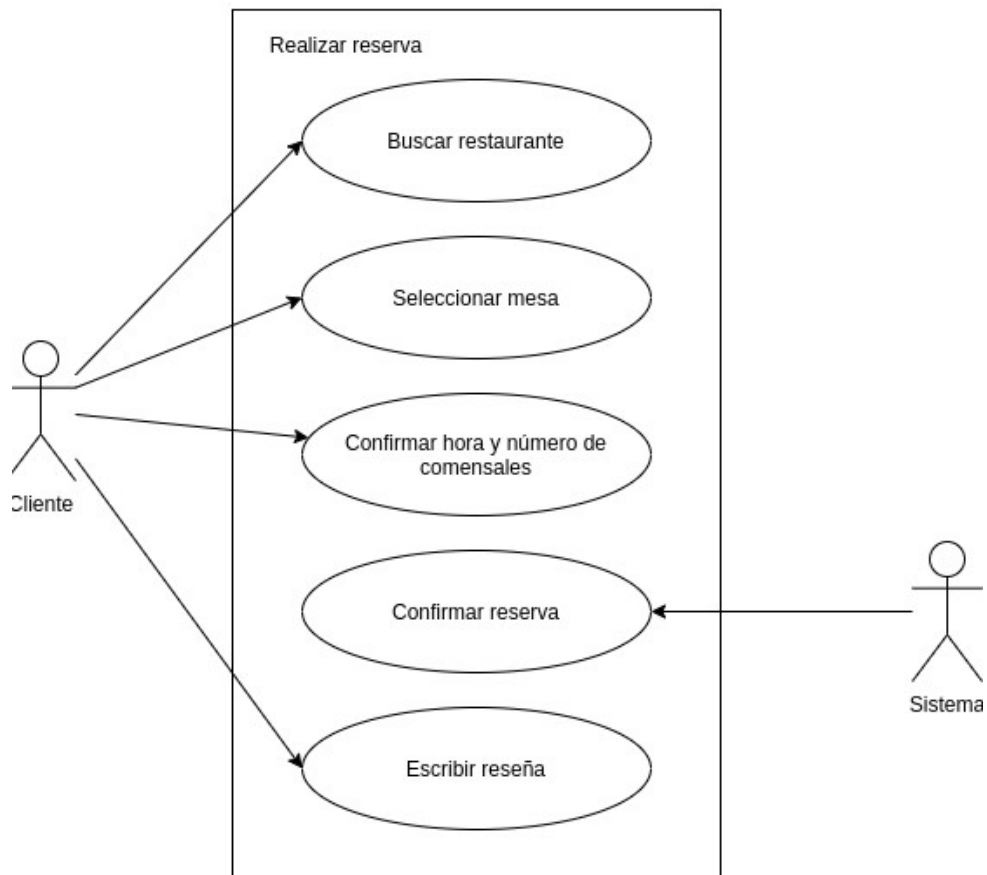 Realizar reserva
Buscar restaurante
Seleccionar mesa
Confirmar hora y número de
comensales
Cliente
Confirmar reserva
Sistema
Escribir reseña